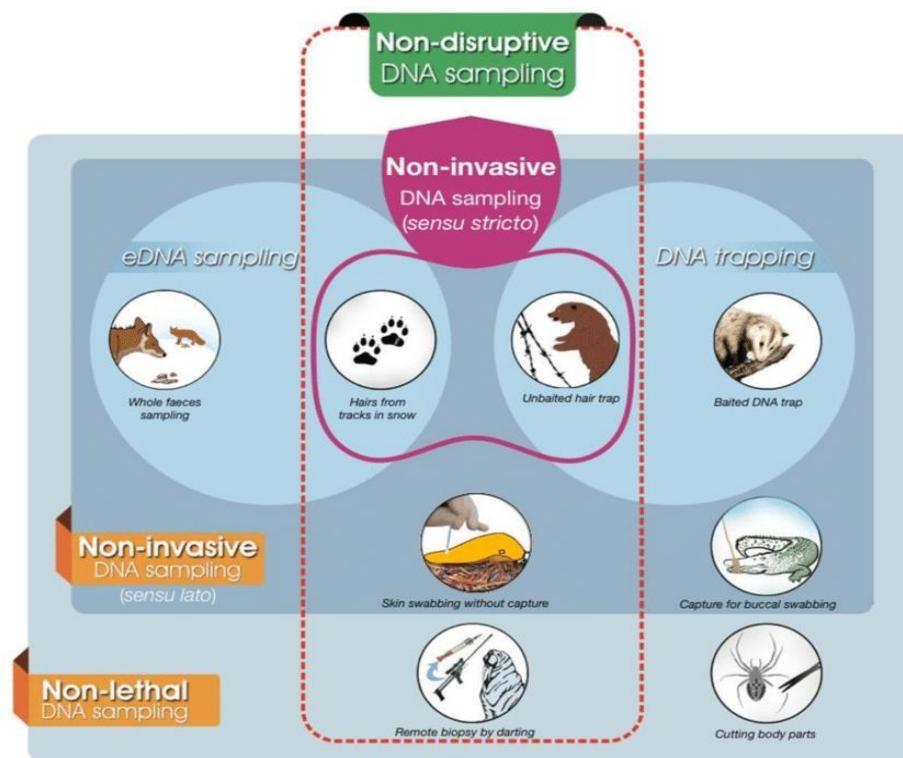 Non-disruptive
DNA sampling
Non-invasive
DNA sampling
(sensu stricto)
eDNA sampling
DNA trapping
Whole faeces
sampling
Hairs from
tracks in snow
Unbaited hair trap
Baited DNA trap
Non-invasive
DNA sampling
(sensu lato)
Skin swabbing without capture
Capture for buccal swabbing
Non-lethal
DNA sampling
Remote biopsy by darting
Cutting body parts